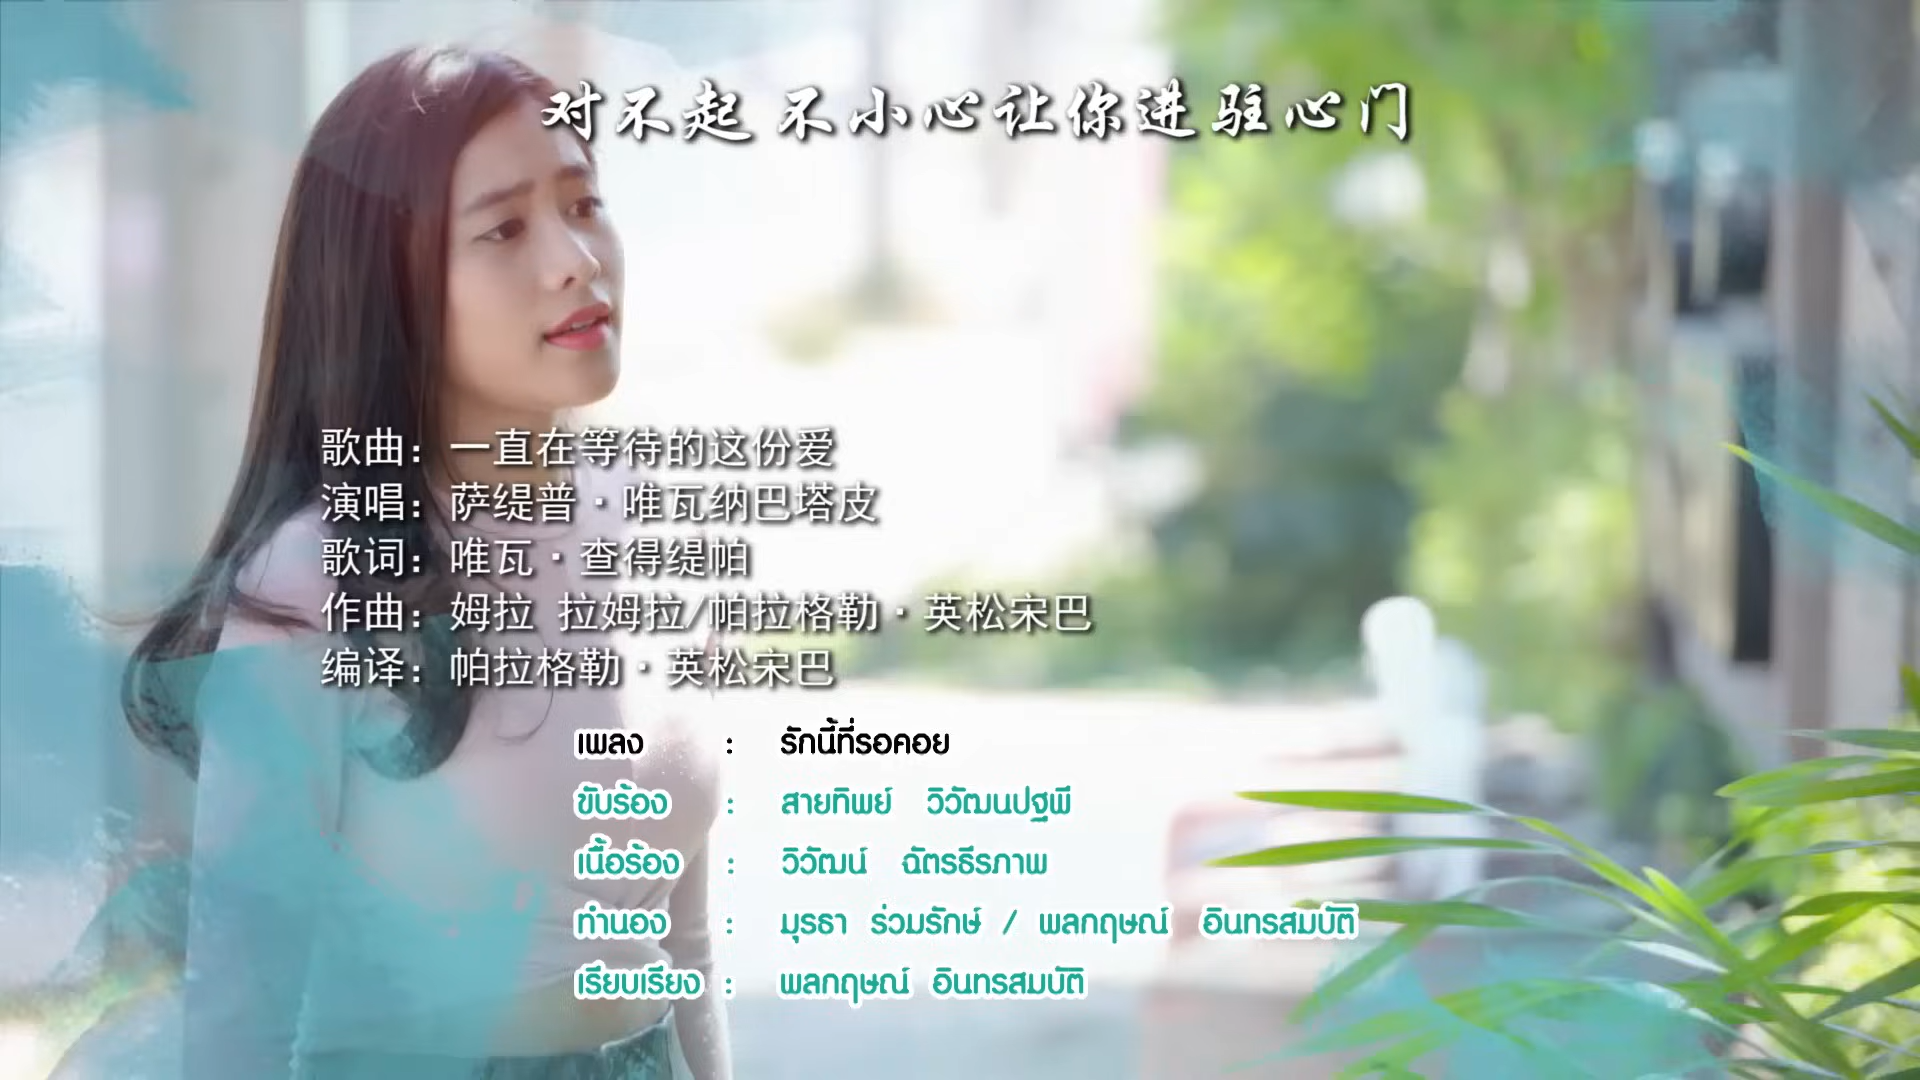 对不起 不小心让你进驻心门
歌曲：一直在等待的这份爱
演唱：萨缇普·唯瓦纳巴塔皮
歌词：唯瓦·查得缇帕
作曲：姆拉 拉姆拉/帕拉格勒·英松宋巴
编译：帕拉格勒·英松宋巴
เพลง : รักนี้ที่รอคอย
ขับร้อง : สายทิพย์ วิวัฒนปฐพี
เนื้อร้อง : วิวัฒน์ ฉัตรธีรภาพ
ทำนอง : มุรธา ร่วมรักษ์ / พลกฤษณ์ อินทรสมบัติ
เรียบเรียง : พลกฤษณ์ อินทรสมบัติ